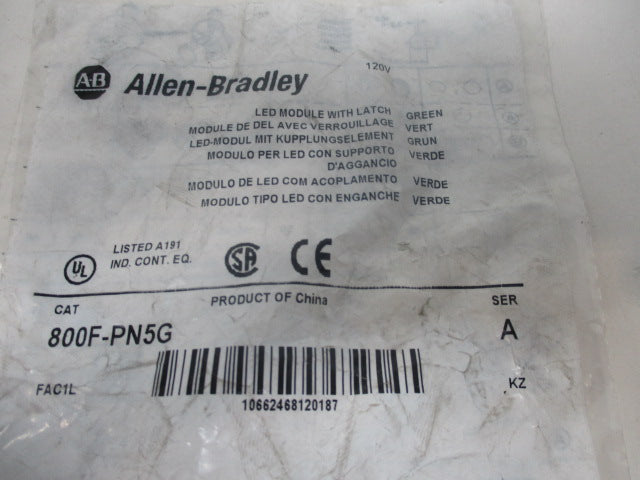 AB Allen-Bradley
120V
LED MODULE WITH LATCH GREEN
MODULE DE DEL AVEC VERROUILLAGE VERT
LED-MODUL MIT KUPPLUNGSELEMENT GRUN
MODULO PER LED CON SUPPORTO VERDE
D'AGGANCIO
MODULO DE LED COM ACOPLAMENTO VERDE
MODULO TIPO LED CON ENGANCHE VERDE
UL LISTED A191
IND. CONT. EQ.
SA CE
CAT PRODUCT OF China SER
800F-PN5G A
FAC1L KZ
10662468120187